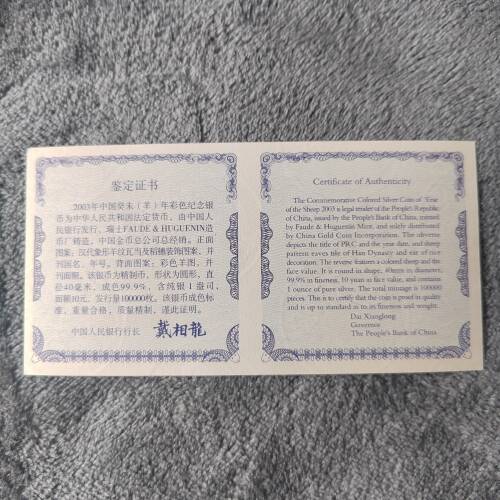 鉴定证书
2003年中国癸未(羊)年彩色纪念银
币为中华人民共和国法定货币，由中国人
民银行发行，瑞士FAUDE & HUGUENIN造
币厂铸造，中国金币总公司总经销。正面
图案：汉代象形羊纹瓦当及稻穗装饰图案，并
刊国名、年号。背面图案：彩色羊图，并
刊面额。该银币为精制币，形状为圆形，直
径40毫米，成色99.9%，含纯银1盎司，
面额10元，发行量100000枚。该银币成色标
准，重量合格，质量精制，谨此证明。
中国人民银行行长 戴相龍
Certificate of Authenticity
The Commemorative Colored Silver Coin of Year
of the Sheep 2003 is legal tender of the People's Republic
of China, issued by the People's Bank of China, minted
by Faude & Huguenin Mint, and solely distributed
by China Gold Coin Incorporation. The obverse
depicts the title of PRC and the year date, and sheep
pattern eaves tile of Han Dynasty and ear of rice
decoration. The reverse features a colored sheep and the
face value. It is round in shape, 40mm in diameter,
99.9% in fineness, 10 yuan as face value, and contains
1 ounce of pure silver. The total mintage is 100000
pieces. This is to certify that the coin is proof in quality
and is up to standard as to its fineness and weight.
Dai Xianglong
Governor
The People's Bank of China